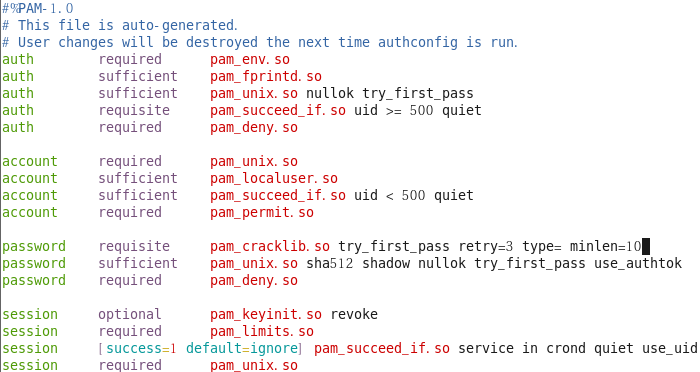 #%PAM-1.0
# This file is auto-generated.
# User changes will be destroyed the next time authconfig is run.
auth        required      pam_env.so
auth        sufficient    pam_fprintd.so
auth        sufficient    pam_unix.so nullok try_first_pass
auth        requisite     pam_succeed_if.so uid >= 500 quiet
auth        required      pam_deny.so

account     required      pam_unix.so
account     sufficient    pam_localuser.so
account     sufficient    pam_succeed_if.so uid < 500 quiet
account     required      pam_permit.so

password    requisite     pam_cracklib.so try_first_pass retry=3 type= minlen=10
password    sufficient    pam_unix.so sha512 shadow nullok try_first_pass use_authtok
password    required      pam_deny.so

session     optional      pam_keyinit.so revoke
session     required      pam_limits.so
session     [success=1 default=ignore] pam_succeed_if.so service in crond quiet use_uid
session     required      pam_unix.so